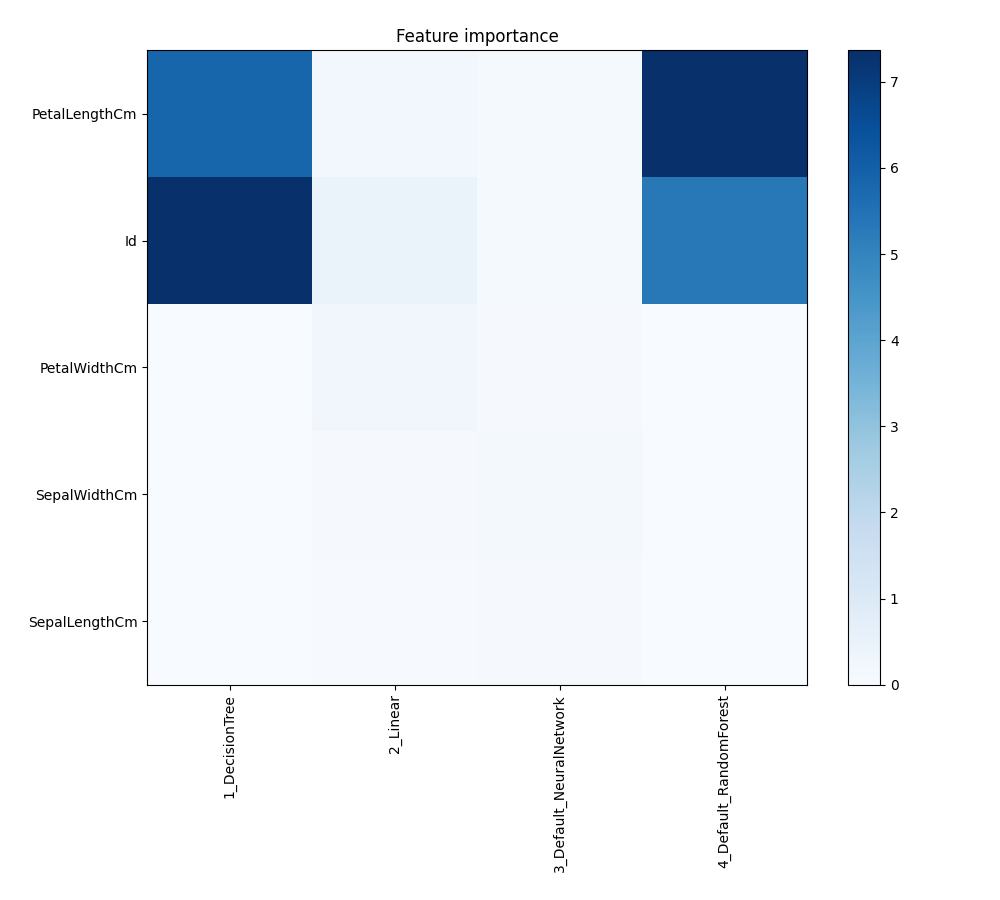 Feature importance
PetalLengthCm
Id
PetalWidthCm
SepalWidthCm
SepalLengthCm
1_DecisionTree
2_Linear
3_Default_NeuralNetwork
4_Default_RandomForest
7
6
5
4
3
2
1
0